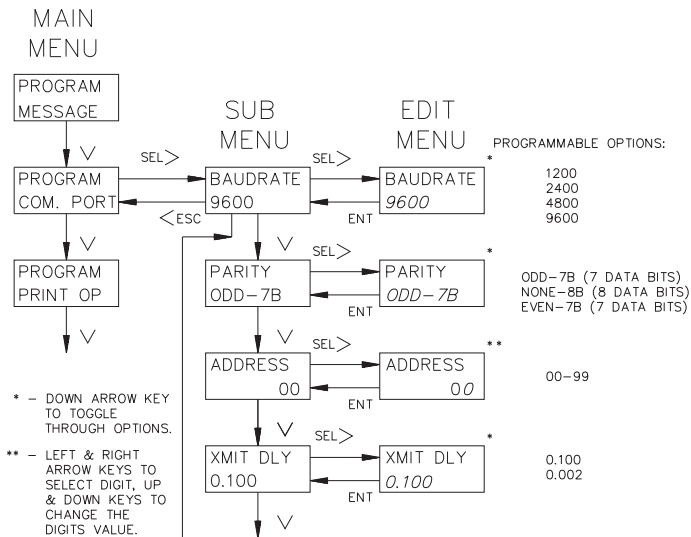 MAIN
MENU
PROGRAM
MESSAGE
SUB
MENU
EDIT
MENU
PROGRAMMABLE OPTIONS:
SEL>
SEL>
PROGRAM
COM. PORT
BAUDRATE
9600
BAUDRATE
9600
*
1200
2400
4800
9600
<ESC
ENT
PROGRAM
PRINT OP
SEL>
PARITY
ODD-7B
PARITY
ODD-7B
*
ODD-7B (7 DATA BITS)
NONE-8B (8 DATA BITS)
EVEN-7B (7 DATA BITS)
ENT
SEL>
ADDRESS
00
ADDRESS
00
**
00-99
ENT
* - DOWN ARROW KEY
TO TOGGLE
THROUGH OPTIONS.
SEL>
XMIT DLY
0.100
XMIT DLY
0.100
*
0.100
0.002
ENT
** - LEFT & RIGHT
ARROW KEYS TO
SELECT DIGIT, UP
& DOWN KEYS TO
CHANGE THE
DIGITS VALUE.